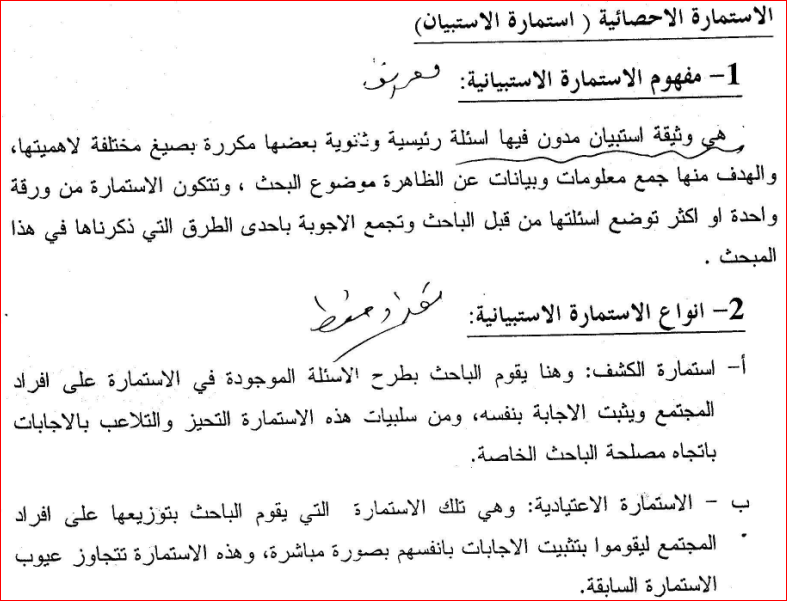 الاستمارة الاحصائية ( استمارة الاستبيان)
1- مفهوم الاستمارة الاستبيانية:
هي وثيقة استبيان مدون فيها اسئلة رئيسية وثانوية بعضها مكررة بصيغ مختلفة لاهميتها،
والهدف منها جمع معلومات وبيانات عن الظاهرة موضوع البحث ، وتتكون الاستمارة من ورقة
واحدة او اكثر توضع اسئلتها من قبل الباحث وتجمع الاجوبة باحدى الطرق التي ذكرناها في هذا
المبحث .
2- انواع الاستمارة الاستبيانية:
أ- استمارة الكشف: وهنا يقوم الباحث بطرح الاسئلة الموجودة في الاستمارة على افراد
المجتمع ويثبت الاجابة بنفسه، ومن سلبيات هذه الاستمارة التحيز والتلاعب بالاجابات
باتجاه مصلحة الباحث الخاصة.
ب - الاستمارة الاعتيادية: وهي تلك الاستمارة التي يقوم الباحث بتوزيعها على افراد
المجتمع ليقوموا بتثبيت الاجابات بانفسهم بصورة مباشرة، وهذه الاستمارة تتجاوز عيوب
الاستمارة السابقة.